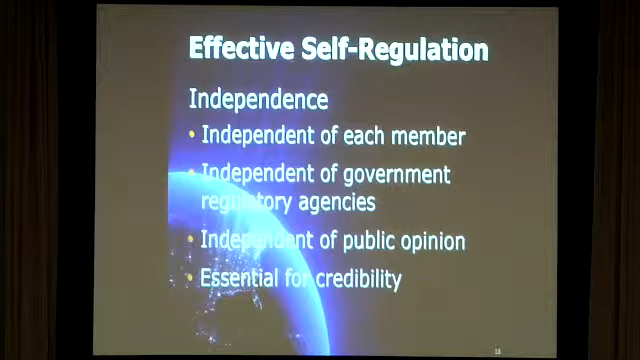 Effective Self-Regulation
Independence
• Independent of each member
• Independent of government
regulatory agencies
• Independent of public opinion
• Essential for credibility
18